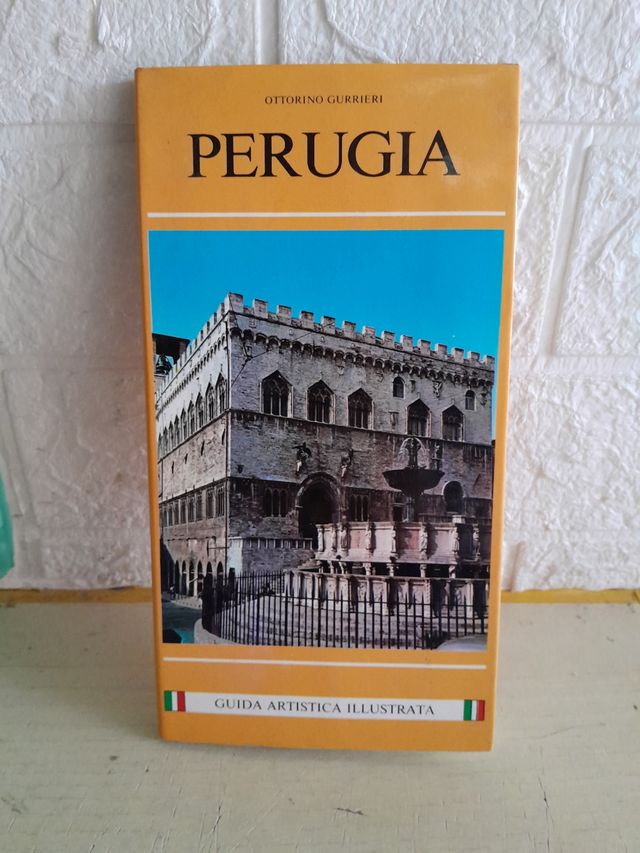 OTTORINO GURRIERI
PERUGIA
GUIDA ARTISTICA ILLUSTRATA